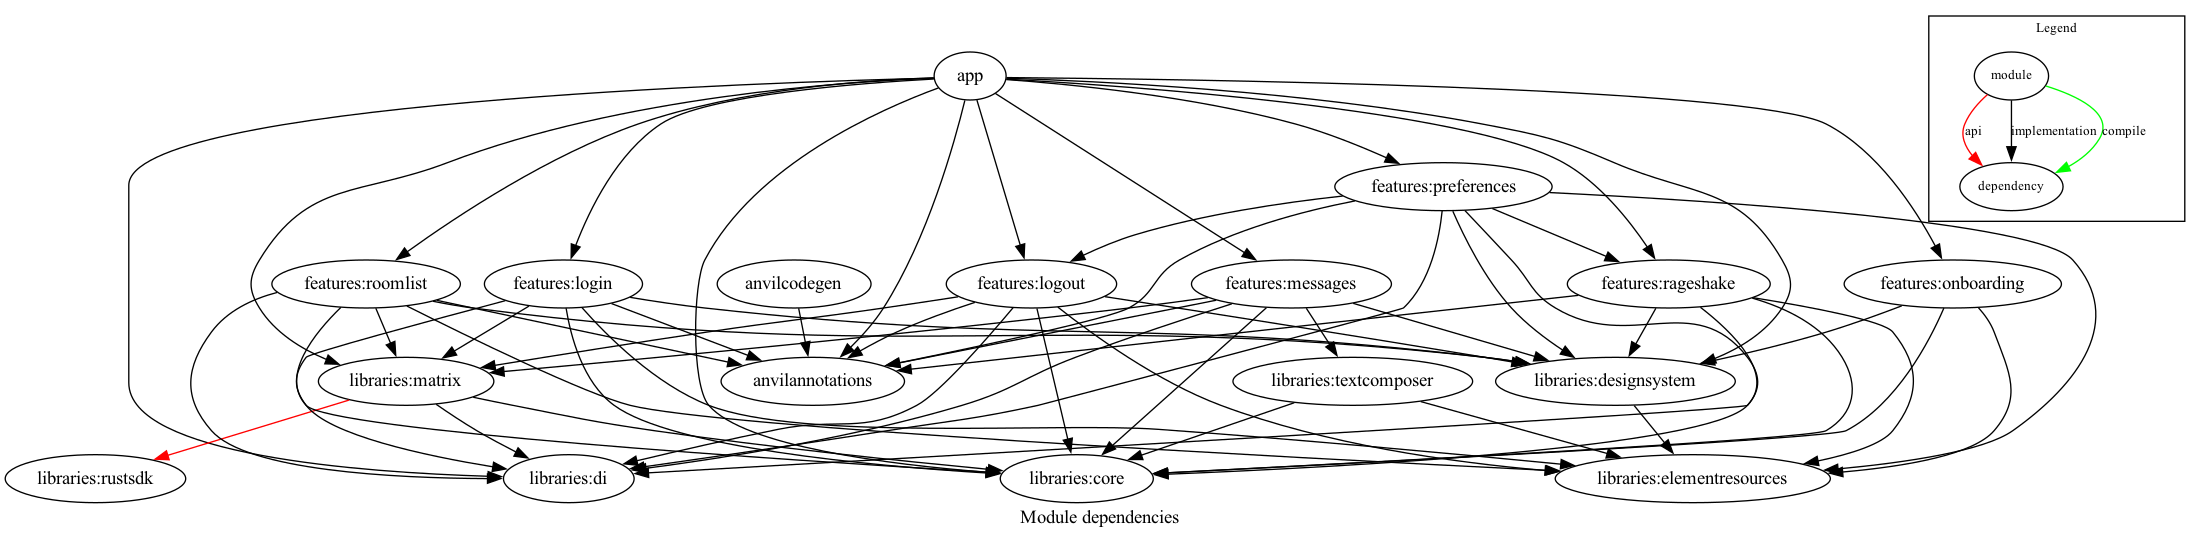 Legend
app
module
api
implementation
compile
features:preferences
dependency
features:roomlist
features:login
anvilcodegen
features:logout
features:messages
features:rageshake
features:onboarding
libraries:matrix
anvilannotations
libraries:textcomposer
libraries:designsystem
libraries:rustsdk
libraries:di
libraries:core
libraries:elementresources
Module dependencies